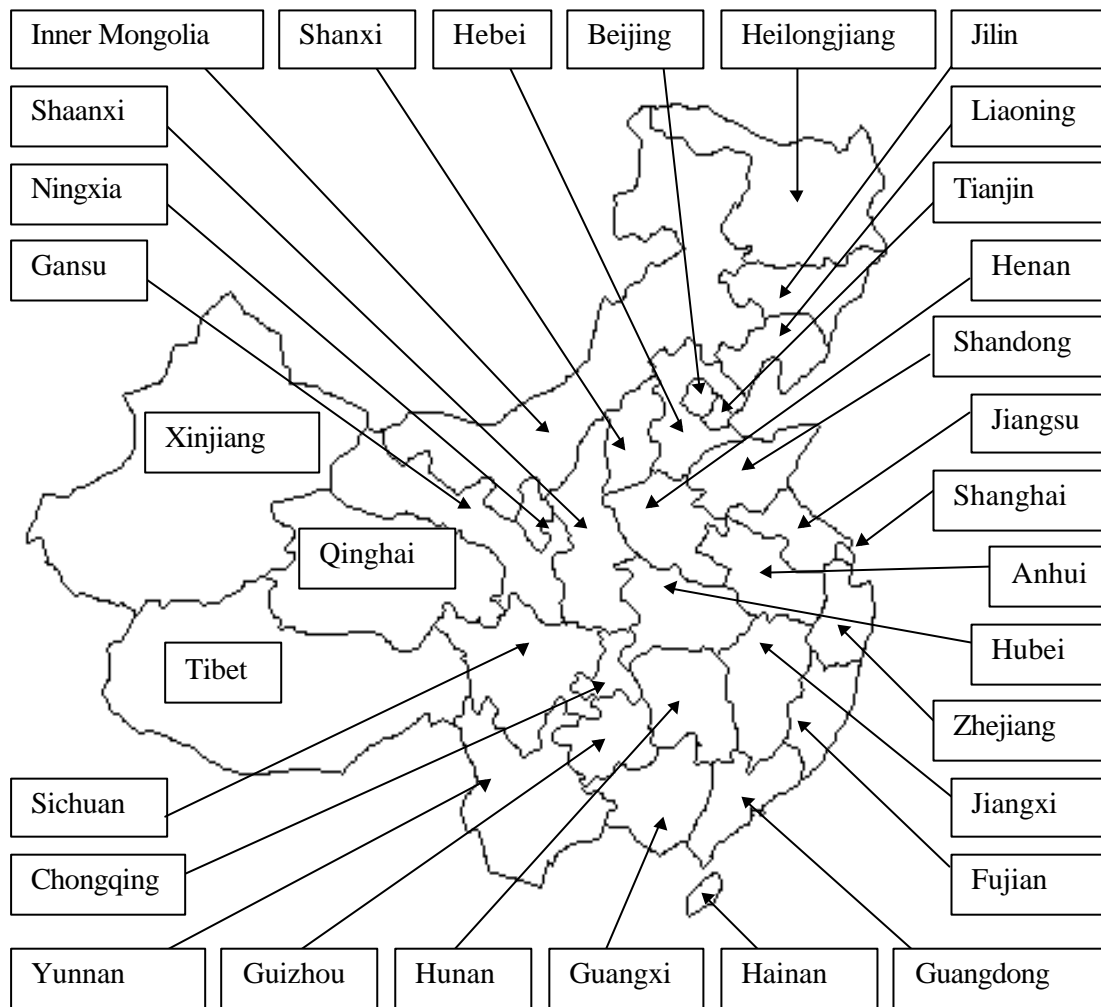 Inner Mongolia
Shanxi
Hebei
Beijing
Heilongjiang
Jilin
Shaanxi
Liaoning
Ningxia
Tianjin
Gansu
Henan
Shandong
Xinjiang
Jiangsu
Shanghai
Qinghai
Anhui
Tibet
Hubei
Zhejiang
Sichuan
Jiangxi
Chongqing
Fujian
Yunnan
Guizhou
Hunan
Guangxi
Hainan
Guangdong